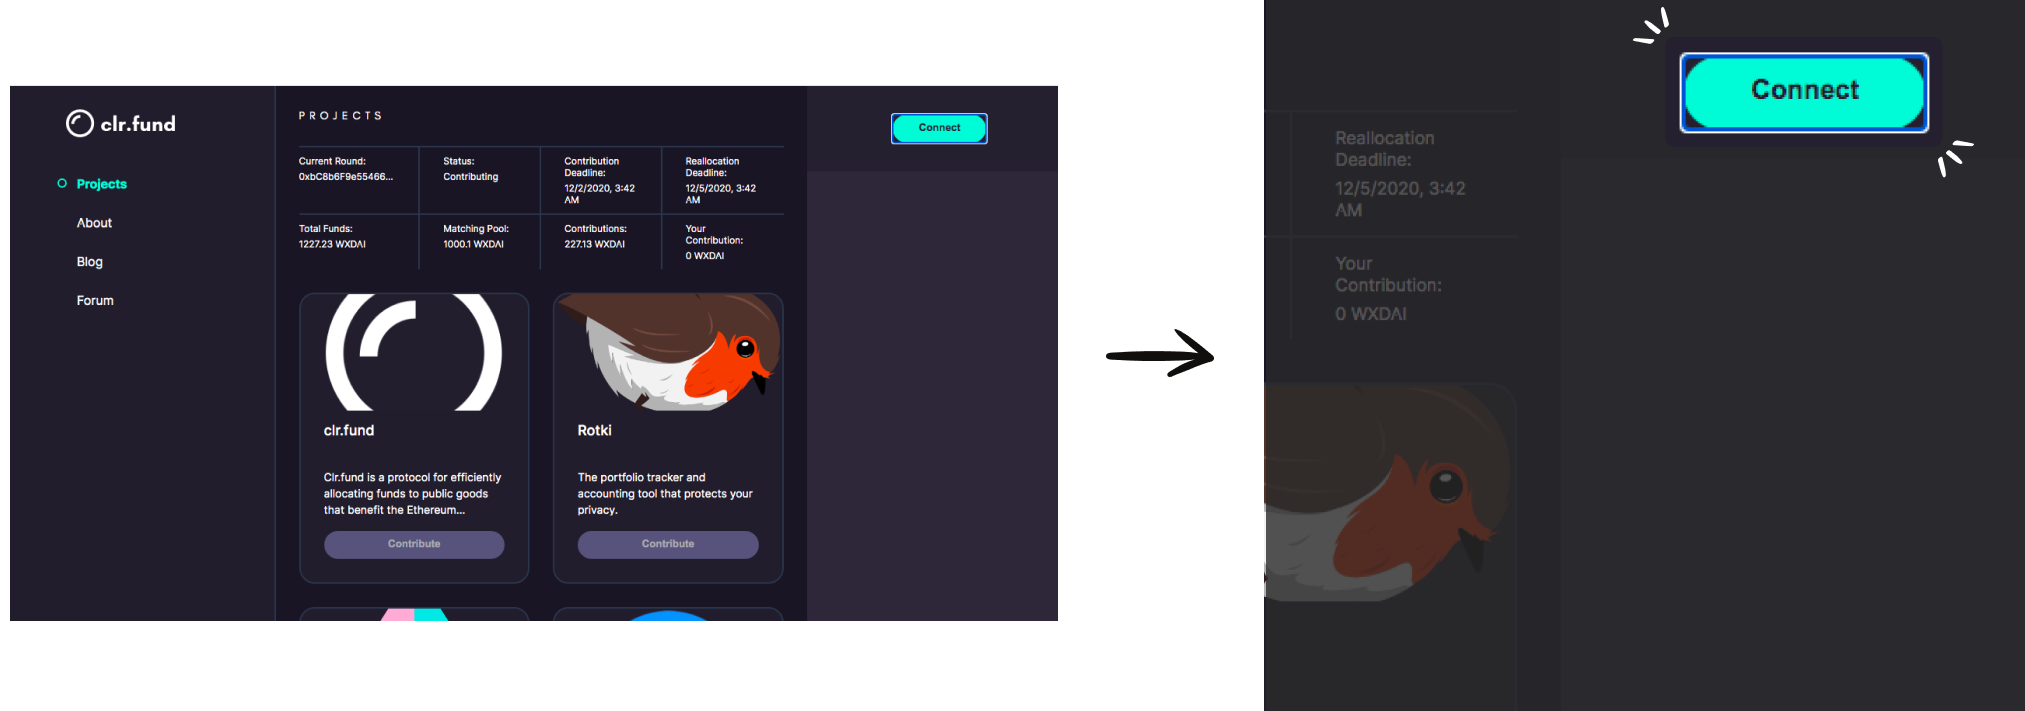 clr.fund
Projects
About
Blog
Forum
PROJECTS
Current Round:
0xbC8b6F9e55466...
Status:
Contributing
Contribution
Deadline:
12/2/2020, 3:42
AM
Reallocation
Deadline:
12/5/2020, 3:42
AM
Total Funds:
1227.23 WXDAI
Matching Pool:
1000.1 WXDAI
Contributions:
227.13 WXDAI
Your
Contribution:
0 WXDAI
clr.fund
Clr.fund is a protocol for efficiently
allocating funds to public goods
that benefit the Ethereum...
Contribute
Rotki
The portfolio tracker and
accounting tool that protects your
privacy.
Contribute
Connect
Connect
Reallocation
Deadline:
12/5/2020, 3:42
AM
Your
Contribution:
0 WXDAI